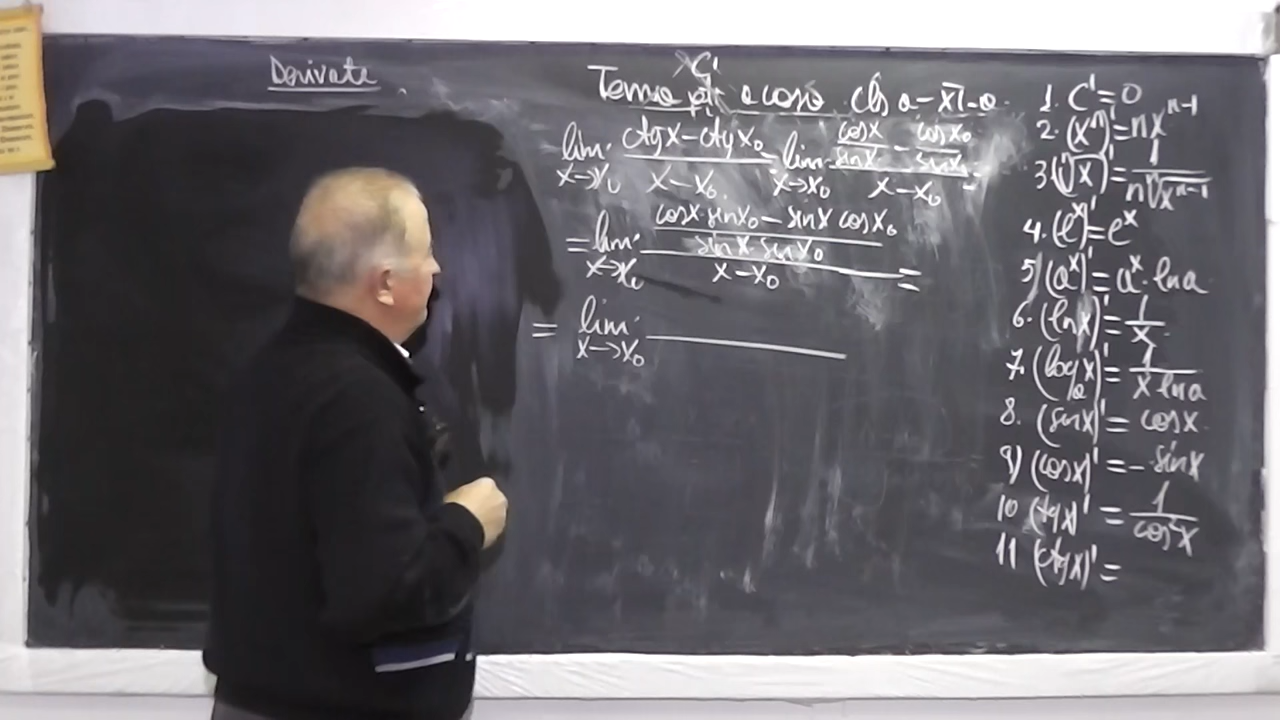 Derivate
Tema pt acasă cls a-XI-a
lim x→x₀ (ctgx-ctgx₀)/(x-x₀) = lim x→x₀ (cosx/sinx - cosx₀/sinx₀)/(x-x₀) =
= lim x→x₀ ((cosx·sinx₀-sinx cosx₀)/(sinx·sinx₀))/(x-x₀) =
= lim x→x₀
1. C'=0
2. (xⁿ)'=nxⁿ⁻¹
3. (ⁿ√x)'=1/(n ⁿ√xⁿ⁻¹)
4. (eˣ)'=eˣ
5) (aˣ)'=aˣ·lna
6. (lnx)'=1/x
7. (logₐx)'=1/(x lna)
8. (sinx)'=cosx
9) (cosx)'=-sinx
10 (tgx)'=1/cos²x
11 (ctgx)'=